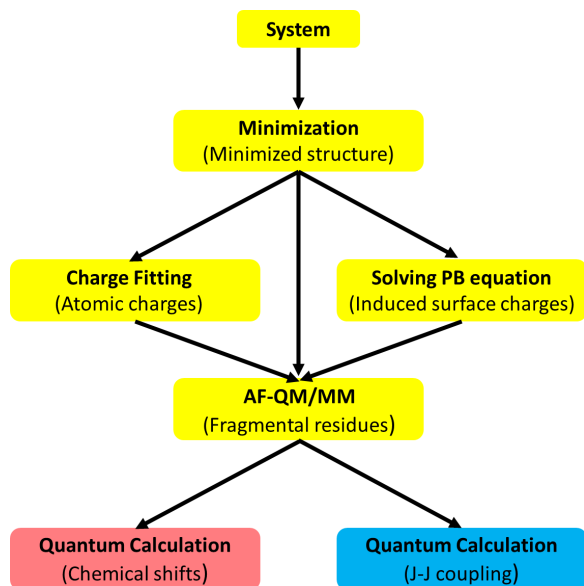 System
Minimization
(Minimized structure)
Charge Fitting
(Atomic charges)
Solving PB equation
(Induced surface charges)
AF-QM/MM
(Fragmental residues)
Quantum Calculation
(Chemical shifts)
Quantum Calculation
(J-J coupling)